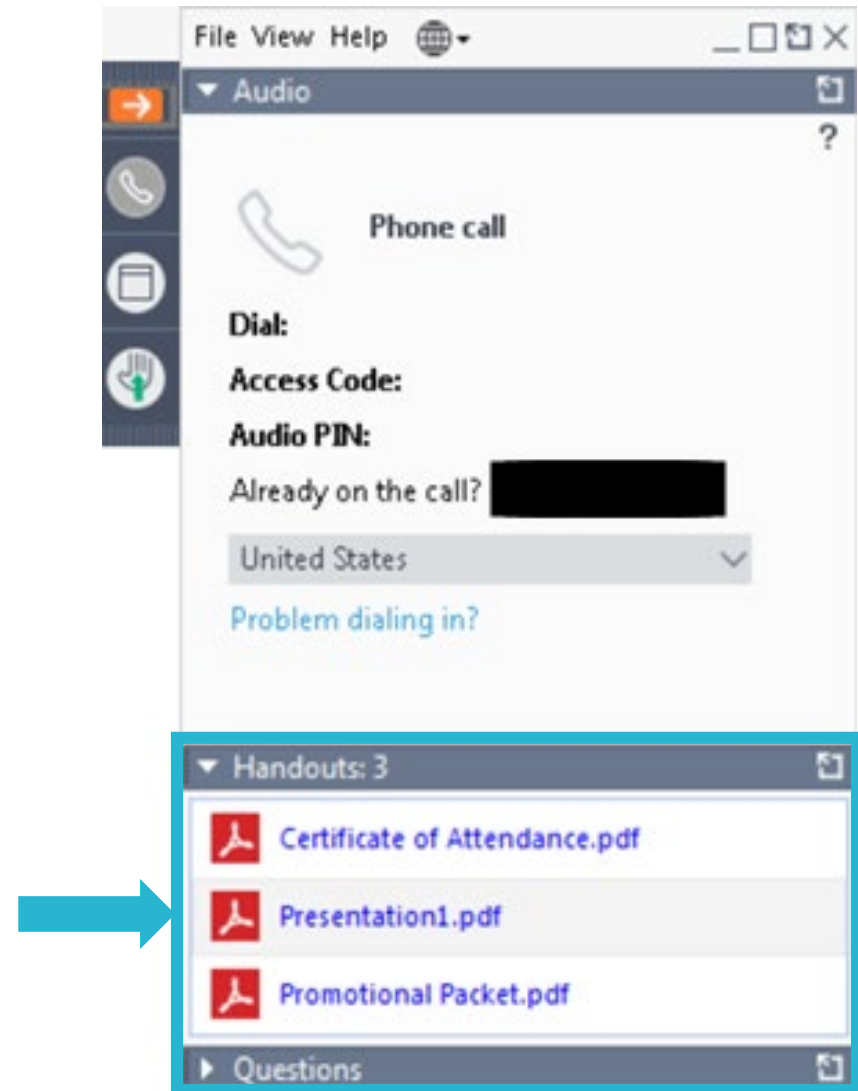 File View Help
Audio
?
Phone call
Dial:
Access Code:
Audio PIN:
Already on the call?
United States
Problem dialing in?
Handouts: 3
Certificate of Attendance.pdf
Presentation1.pdf
Promotional Packet.pdf
Questions